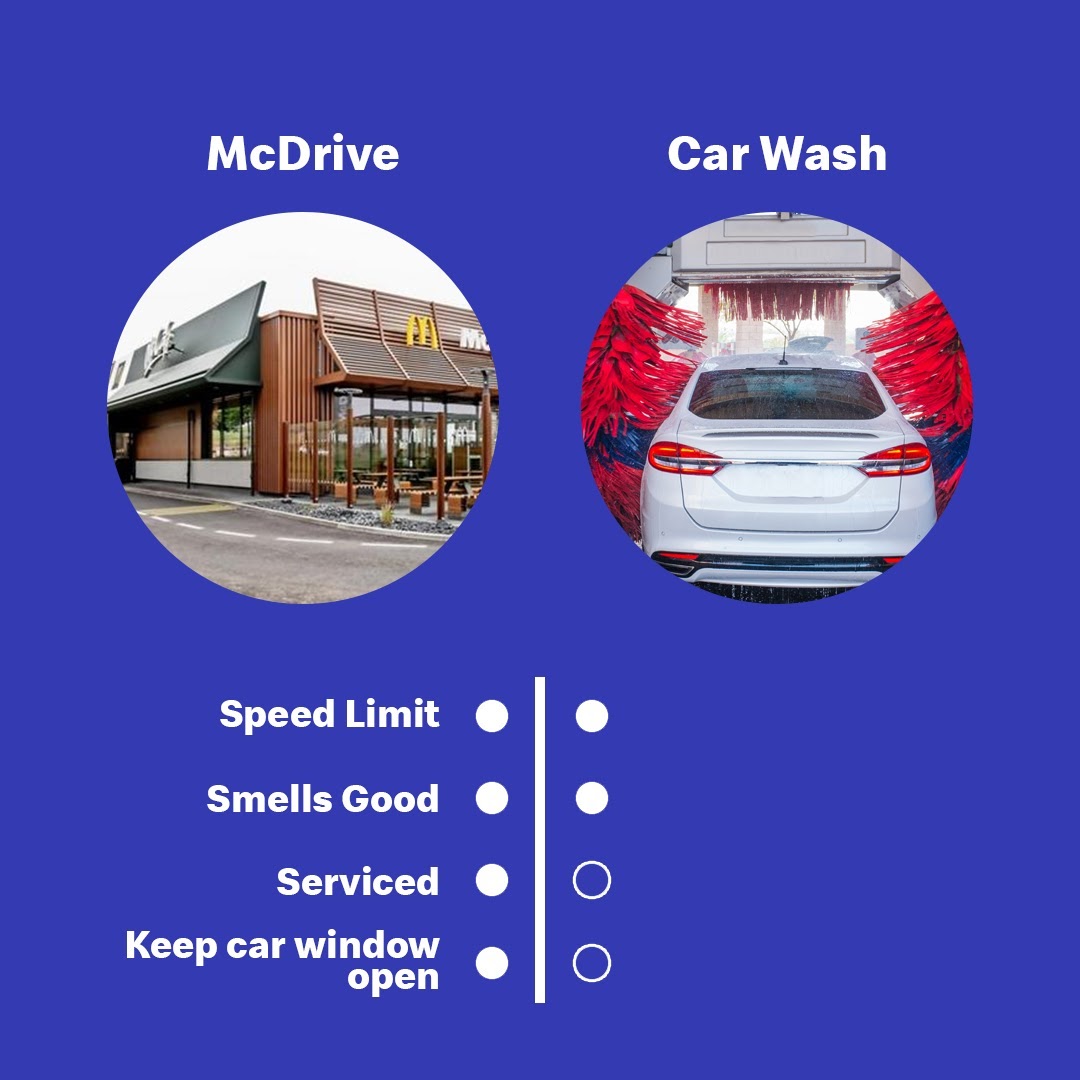 McDrive
Car Wash
Speed Limit
Smells Good
Serviced
Keep car window
open